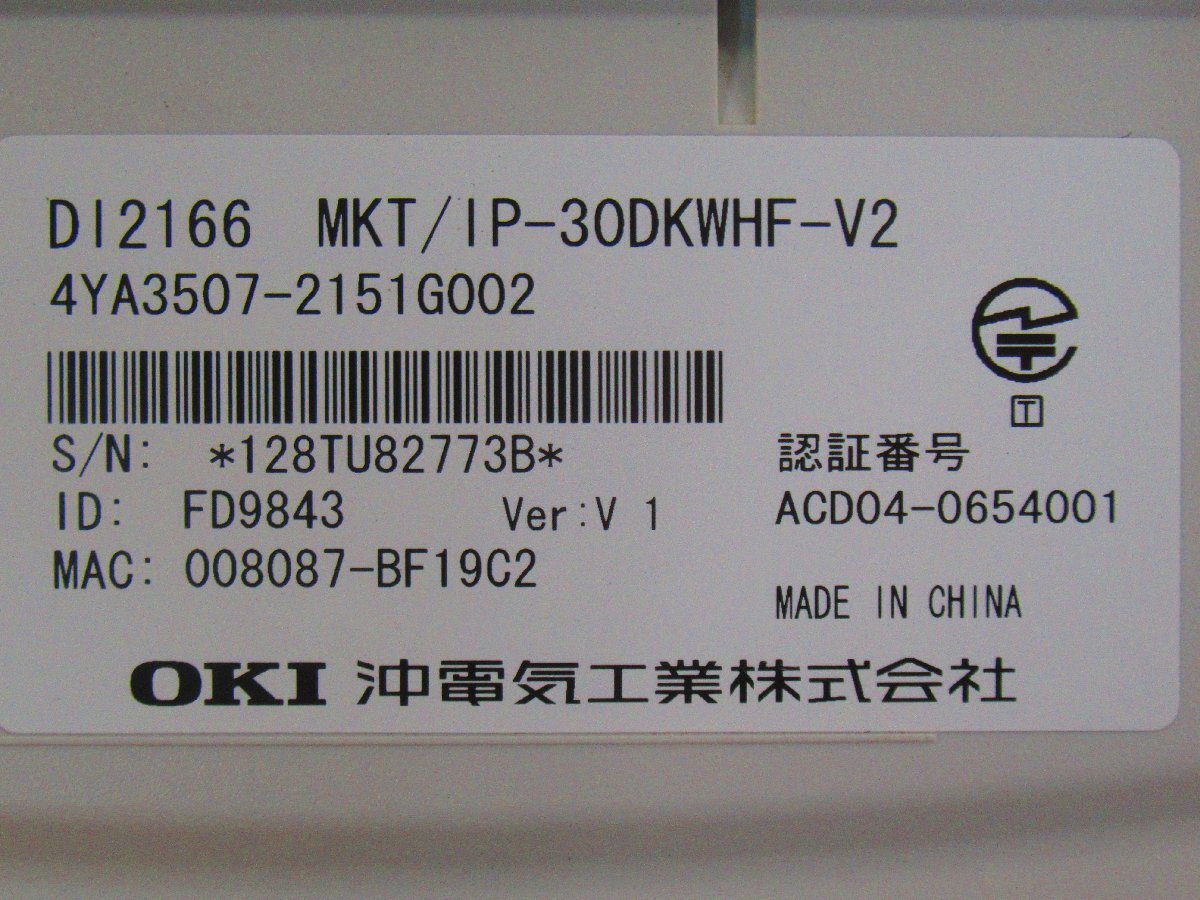 DI2166 MKT/IP-30DKWHF-V2
4YA3507-2151G002
T
S/N: *128TU82773B*
ID: FD9843 Ver:V 1
MAC: 008087-BF19C2
認証番号
ACD04-0654001
MADE IN CHINA
OKI 沖電気工業株式会社